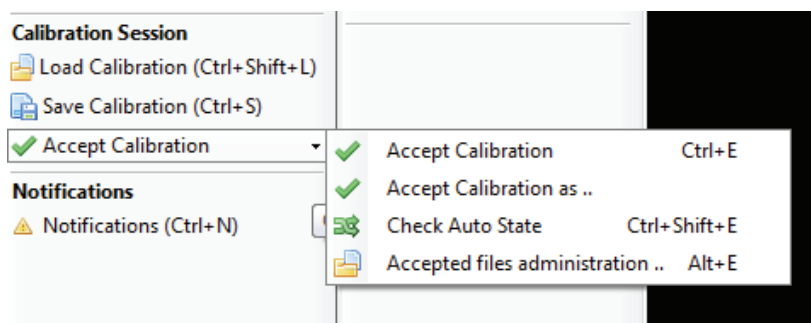 Calibration Session
Load Calibration (Ctrl+Shift+L)
Save Calibration (Ctrl+S)
Accept Calibration
Accept Calibration Ctrl+E
Accept Calibration as ..
Check Auto State Ctrl+Shift+E
Accepted files administration .. Alt+E
Notifications
Notifications (Ctrl+N)